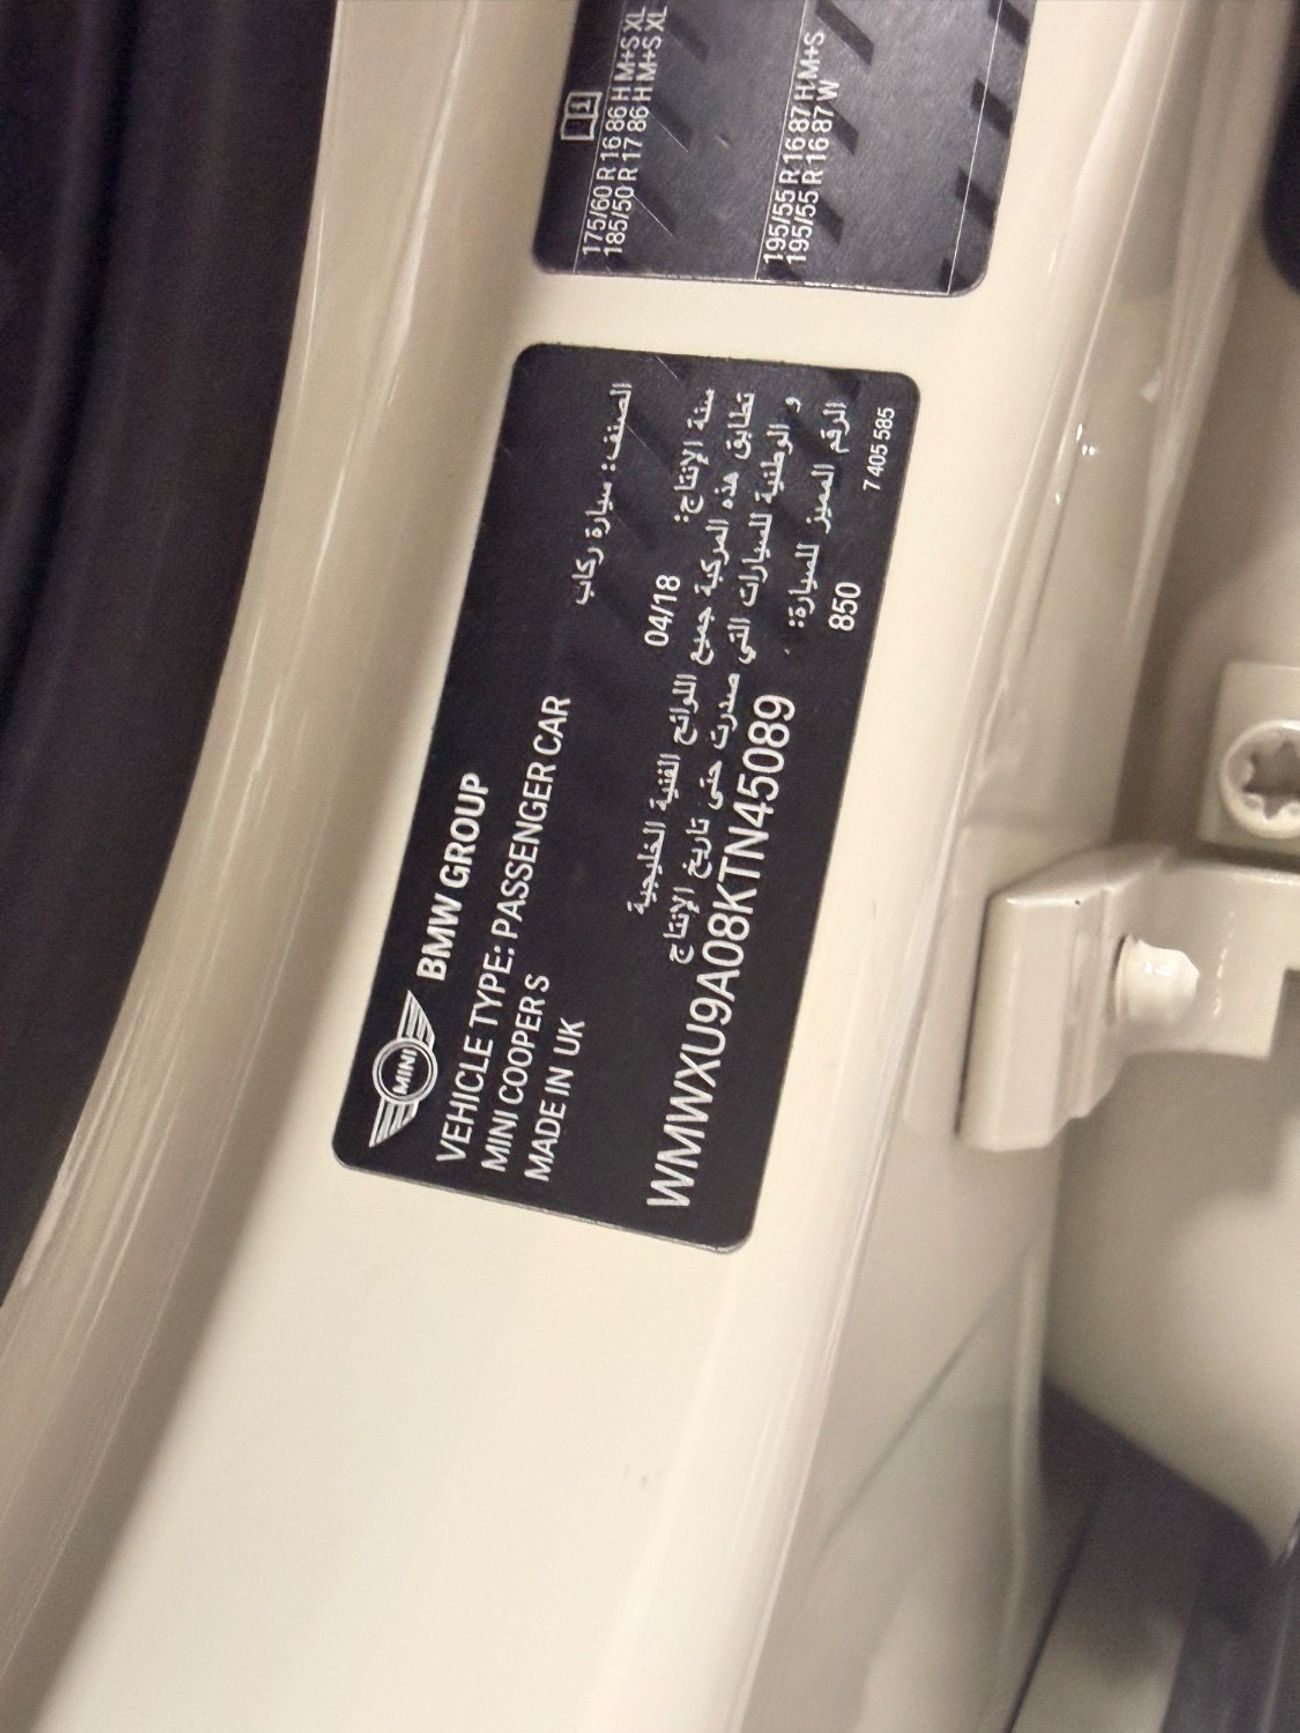 175/60 R 16 86 H M+S XL
185/50 R 17 86 H M+S XL
195/55 R 16 87 H M+S
195/55 R 16 87 W
MINI
BMW GROUP
VEHICLE TYPE: PASSENGER CAR
MINI COOPER S
MADE IN UK
الصنف: سيارة ركاب
سنة الإنتاج: 04/18
تطابق هذه المركبة جميع اللوائح الفنية الخليجية
و الوطنية للسيارات التي صدرت حتى تاريخ الإنتاج
WMWXU9A08KTN45089
الرقم المميز للسيارة:
850
7 405 585